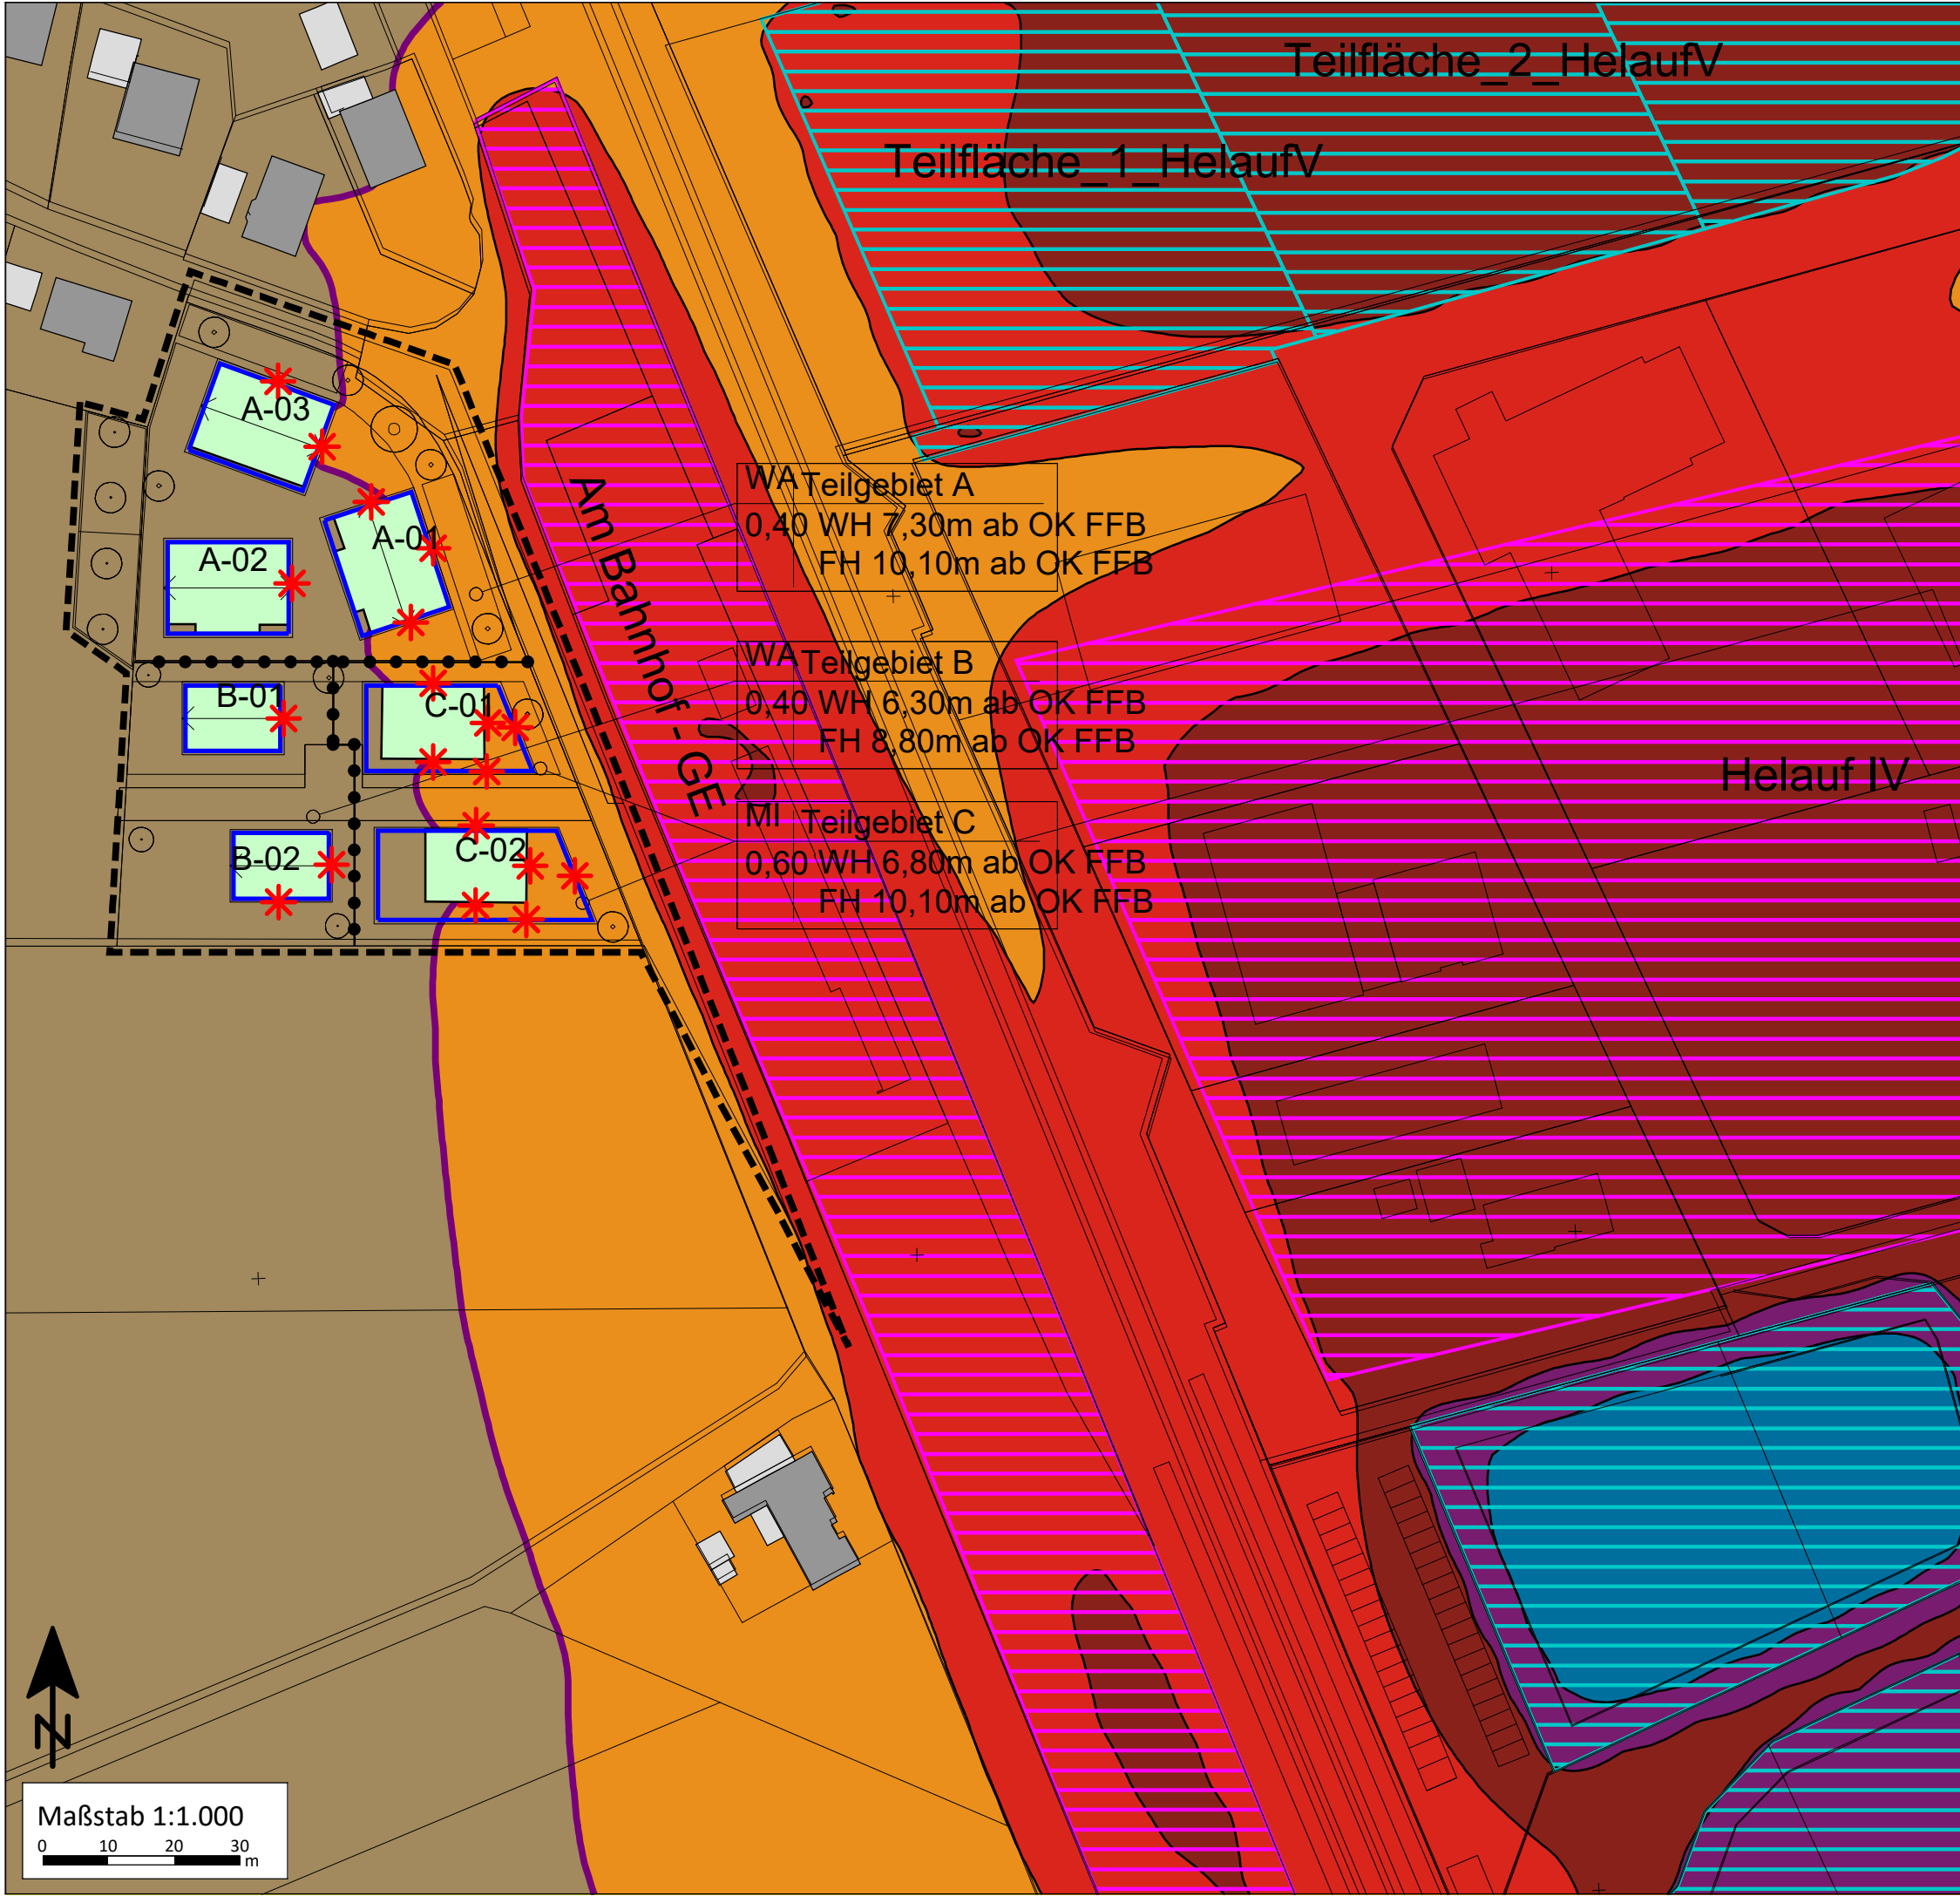 Teilfläche_2_HelaufV
Teilfläche_1_HelaufV
A-03
A-01
A-02
WA Teilgebiet A
0,40 WH 7,30m ab OK FFB
FH 10,10m ab OK FFB
Am Bahnhof - GE
B-01
C-01
WA Teilgebiet B
0,40 WH 6,30m ab OK FFB
FH 8,80m ab OK FFB
Helauf IV
B-02
C-02
MI Teilgebiet C
0,60 WH 6,80m ab OK FFB
FH 10,10m ab OK FFB
N
Maßstab 1:1.000
0 10 20 30
m